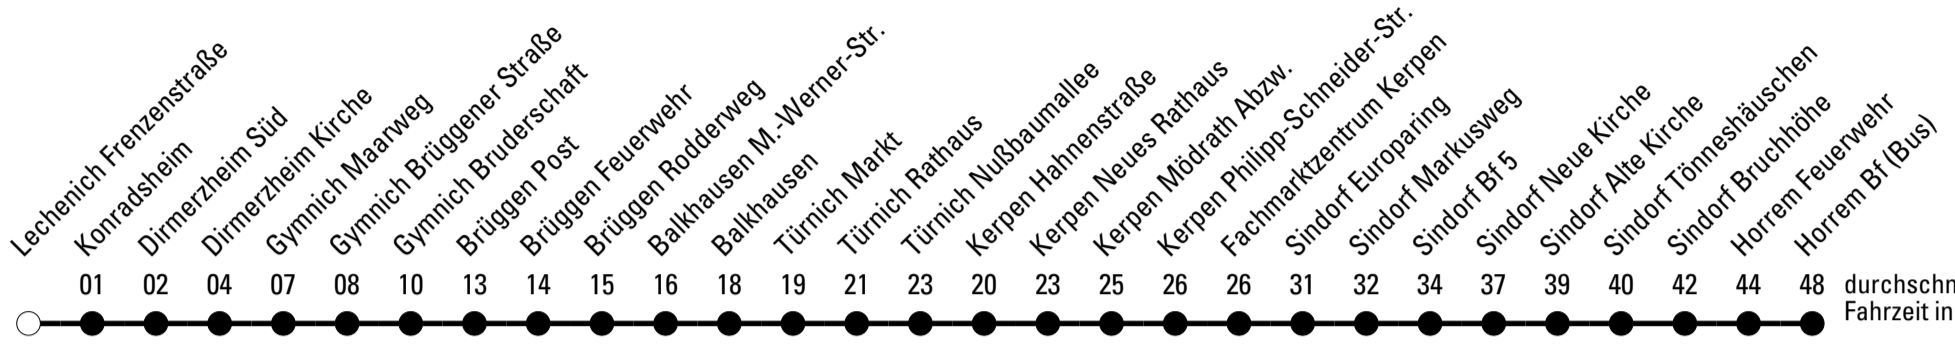 Lechenich Frenzenstraße
Konradsheim
Dirmerzheim Süd
Dirmerzheim Kirche
Gymnich Maarweg
Gymnich Brüggener Straße
Gymnich Bruderschaft
Brüggen Post
Brüggen Feuerwehr
Brüggen Rodderweg
Balkhausen M.-Werner-Str.
Balkhausen
Türnich Markt
Türnich Rathaus
Türnich Nußbaumallee
Kerpen Hahnenstraße
Kerpen Neues Rathaus
Kerpen Mödrath Abzw.
Kerpen Philipp-Schneider-Str.
Fachmarktzentrum Kerpen
Sindorf Europaring
Sindorf Markusweg
Sindorf Bf 5
Sindorf Neue Kirche
Sindorf Alte Kirche
Sindorf Tönneshäuschen
Sindorf Bruchhöhe
Horrem Feuerwehr
Horrem Bf (Bus)
01 02 04 07 08 10 13 14 15 16 18 19 21 23 20 23 25 26 26 31 32 34 37 39 40 42 44 48 durchschn
Fahrzeit in